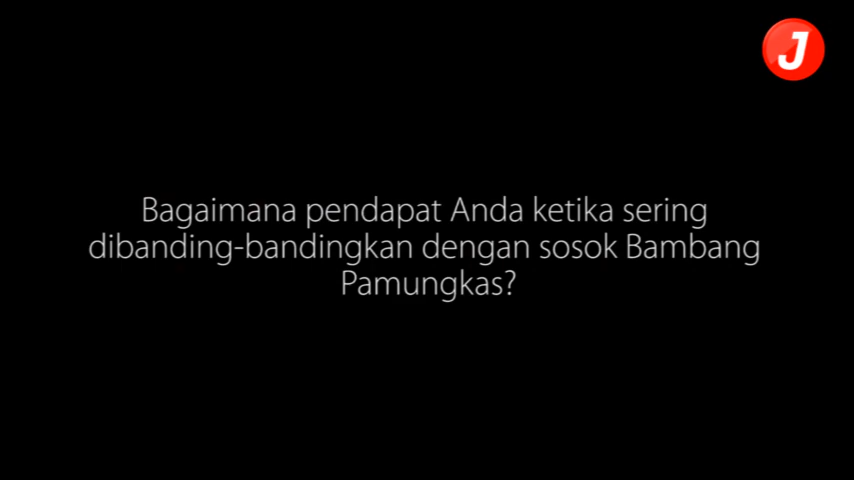 J
Bagaimana pendapat Anda ketika sering
dibanding-bandingkan dengan sosok Bambang
Pamungkas?